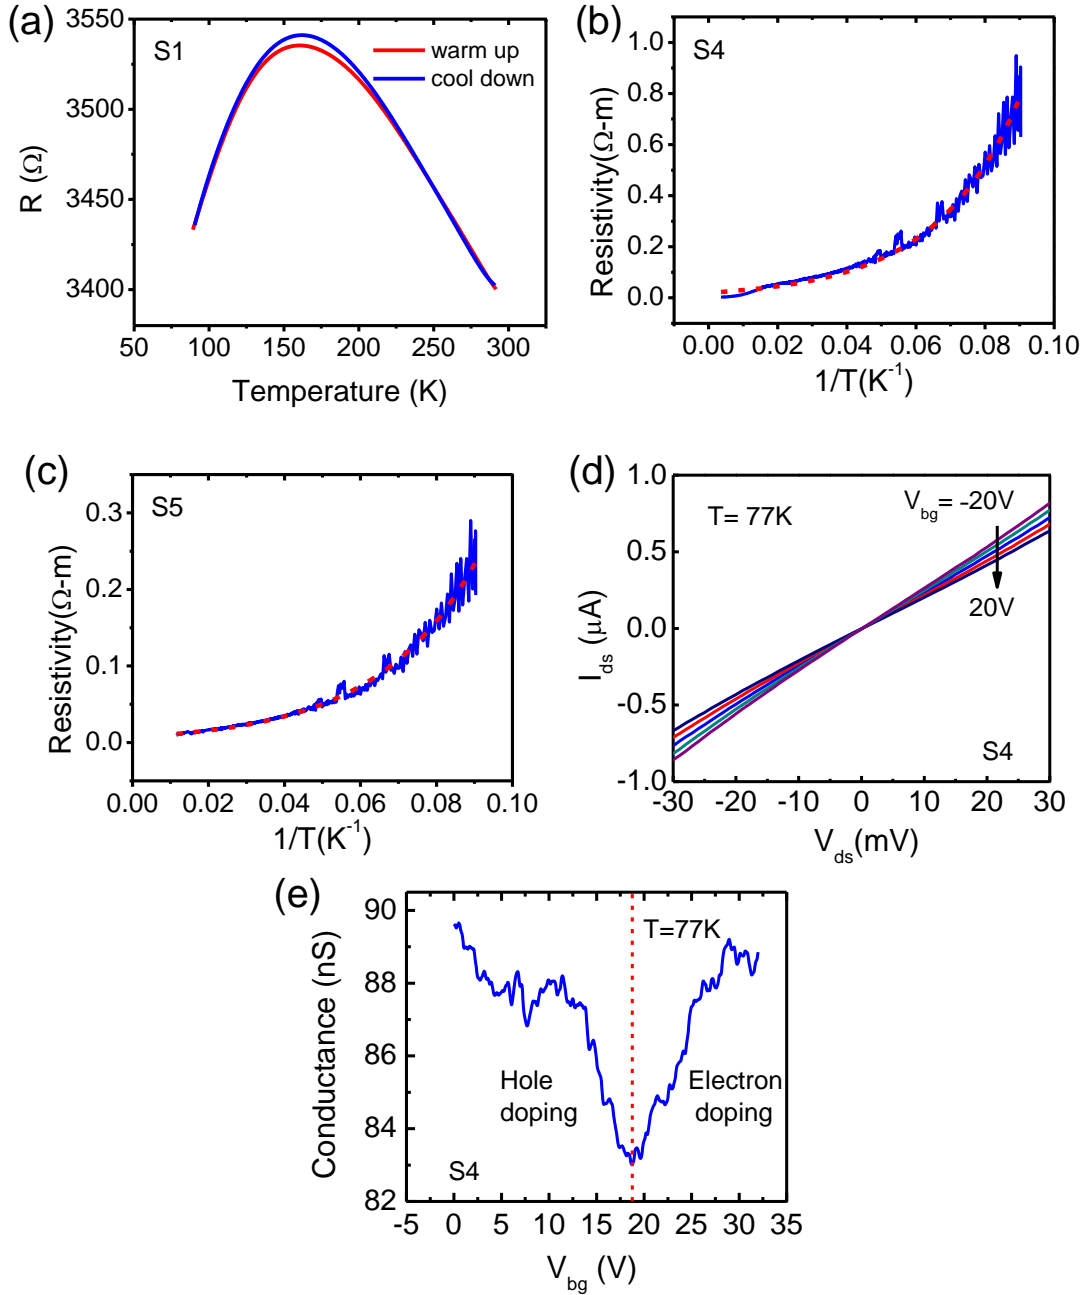 (a)
S1
warm up
cool down
3550
3500
3450
3400
R (Ω)
50 100 150 200 250 300
Temperature (K)
(b)
S4
1.0
0.8
0.6
0.4
0.2
0.0
Resistivity(Ω-m)
0.00 0.02 0.04 0.06 0.08 0.10
1/T(K-1)
(c)
S5
0.3
0.2
0.1
0.0
Resistivity(Ω-m)
0.00 0.02 0.04 0.06 0.08 0.10
1/T(K-1)
(d)
T= 77K
Vbg= -20V
20V
S4
1.0
0.5
0.0
-0.5
-1.0
Ids (μA)
-30 -20 -10 0 10 20 30
Vds(mV)
(e)
T=77K
Hole
doping
Electron
doping
S4
90
88
86
84
82
Conductance (nS)
-5 0 5 10 15 20 25 30 35
Vbg (V)